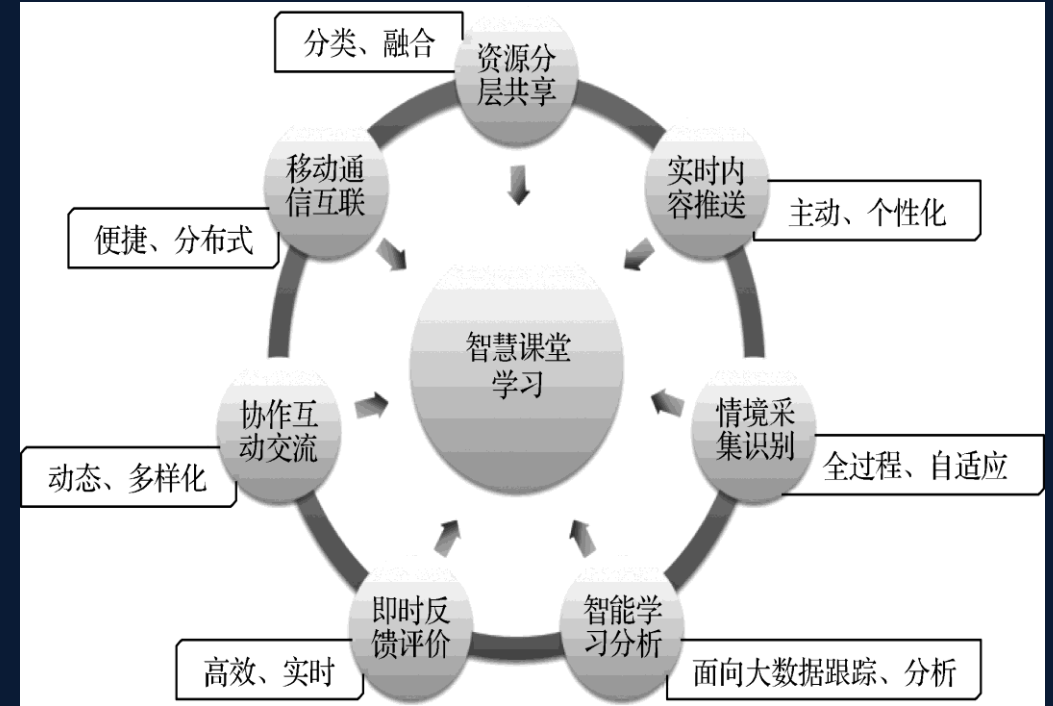 分类、融合
资源分
层共享
移动通
信互联
实时内
容推送
主动、个性化
便捷、分布式
智慧课堂
学习
协作互
动交流
情境采
集识别
动态、多样化
全过程、自适应
即时反
馈评价
智能学
习分析
高效、实时
面向大数据跟踪、分析